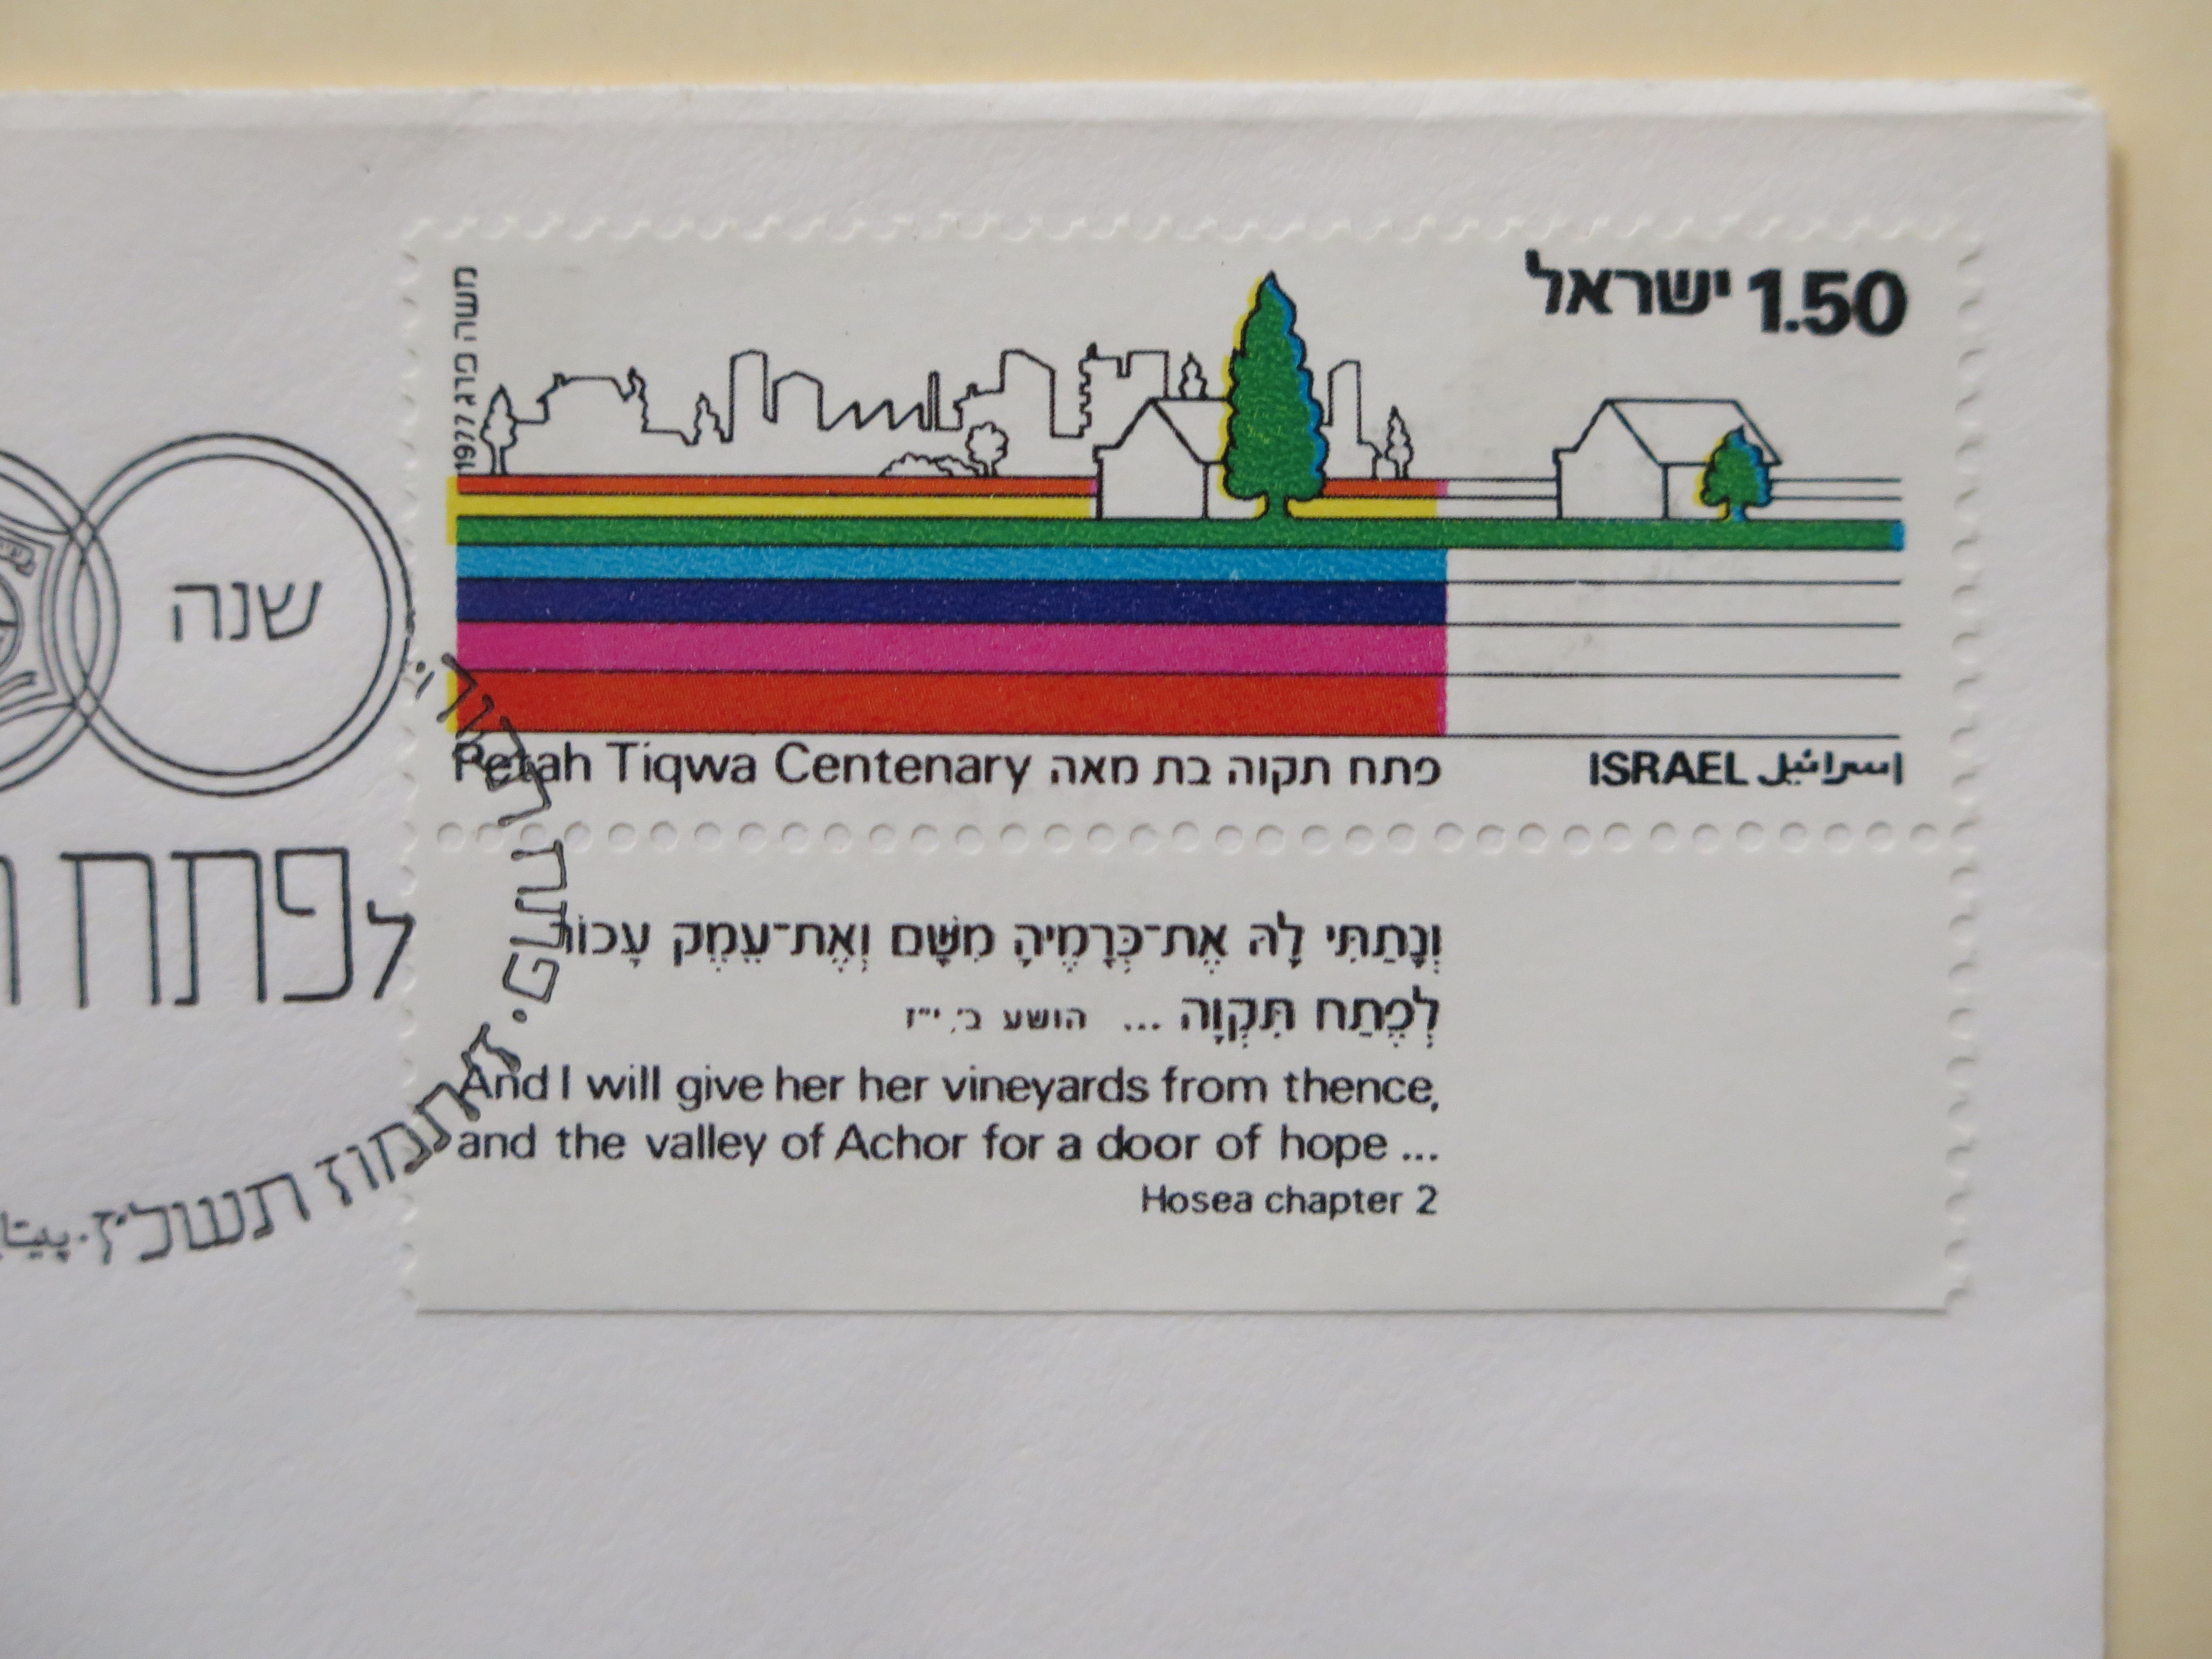 ישראל 1.50
משה פרג 1977
Petah Tiqwa Centenary פתח תקוה בת מאה
ISRAEL اسرائيل
וְנָתַתִּי לָהּ אֶת־כְּרָמֶיהָ מִשָּׁם וְאֶת־עֵמֶק עָכוֹר
לְפֶתַח תִּקְוָה ... הושע ב׳, י״ז
And I will give her her vineyards from thence,
and the valley of Achor for a door of hope ...
Hosea chapter 2
שנה
לפתח
פתח תקוה
תמוז תשל״ז